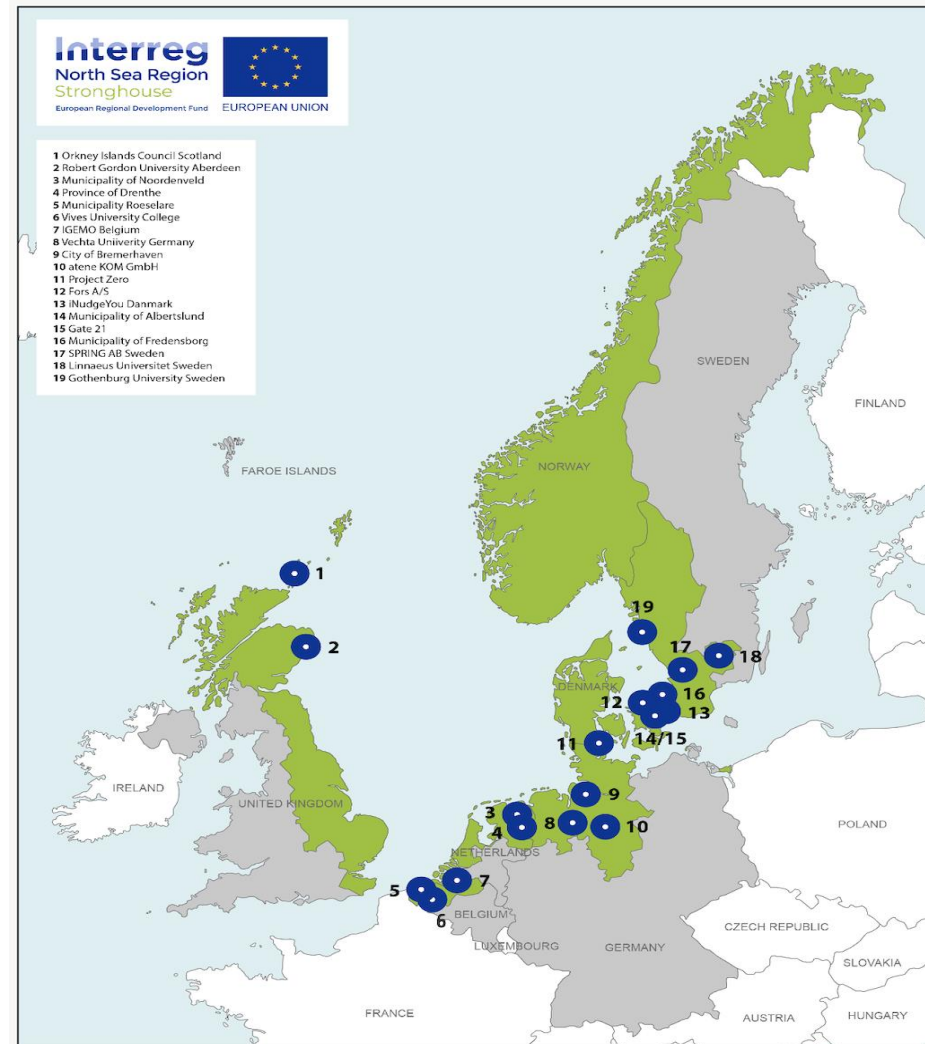 Interreg
North Sea Region
Stronghouse
European Regional Development Fund
EUROPEAN UNION
1 Orkney Islands Council Scotland
2 Robert Gordon University Aberdeen
3 Municipality of Noordenveld
4 Province of Drenthe
5 Municipality Roeselare
6 Vives University College
7 IGEMO Belgium
8 Vechta Uniiverity Germany
9 City of Bremerhaven
10 atene KOM GmbH
11 Project Zero
12 Fors A/S
13 iNudgeYou Danmark
14 Municipality of Albertslund
15 Gate 21
16 Municipality of Fredensborg
17 SPRING AB Sweden
18 Linnaeus Universitet Sweden
19 Gothenburg University Sweden
SWEDEN
FINLAND
NORWAY
FAROE ISLANDS
1
2
19
17
18
DENMARK
16
12
13
14/15
11
IRELAND
UNITED KINGDOM
9
3
8
10
4
POLAND
NETHERLANDS
7
5
6
BELGIUM
CZECH REPUBLIC
LUXEMBOURG
GERMANY
SLOVAKIA
FRANCE
AUSTRIA
HUNGARY